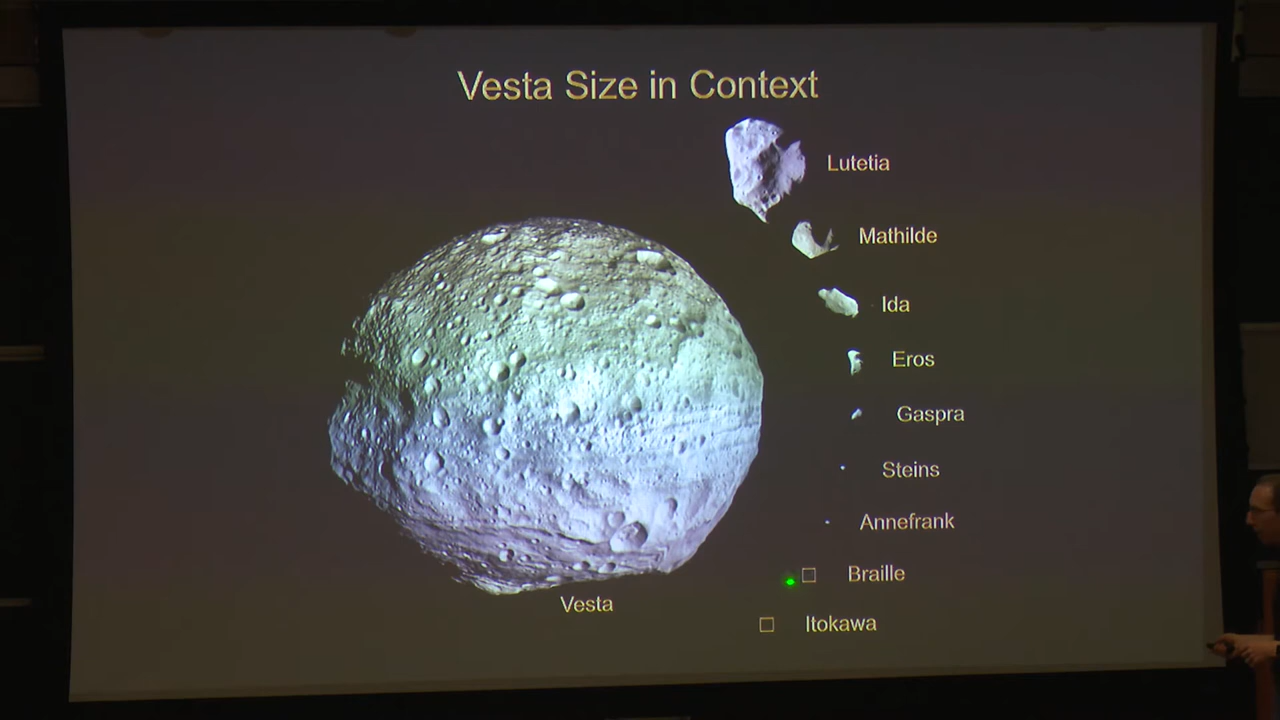 Vesta Size in Context
Lutetia
Mathilde
Ida
Eros
Gaspra
Steins
Annefrank
Braille
Itokawa
Vesta